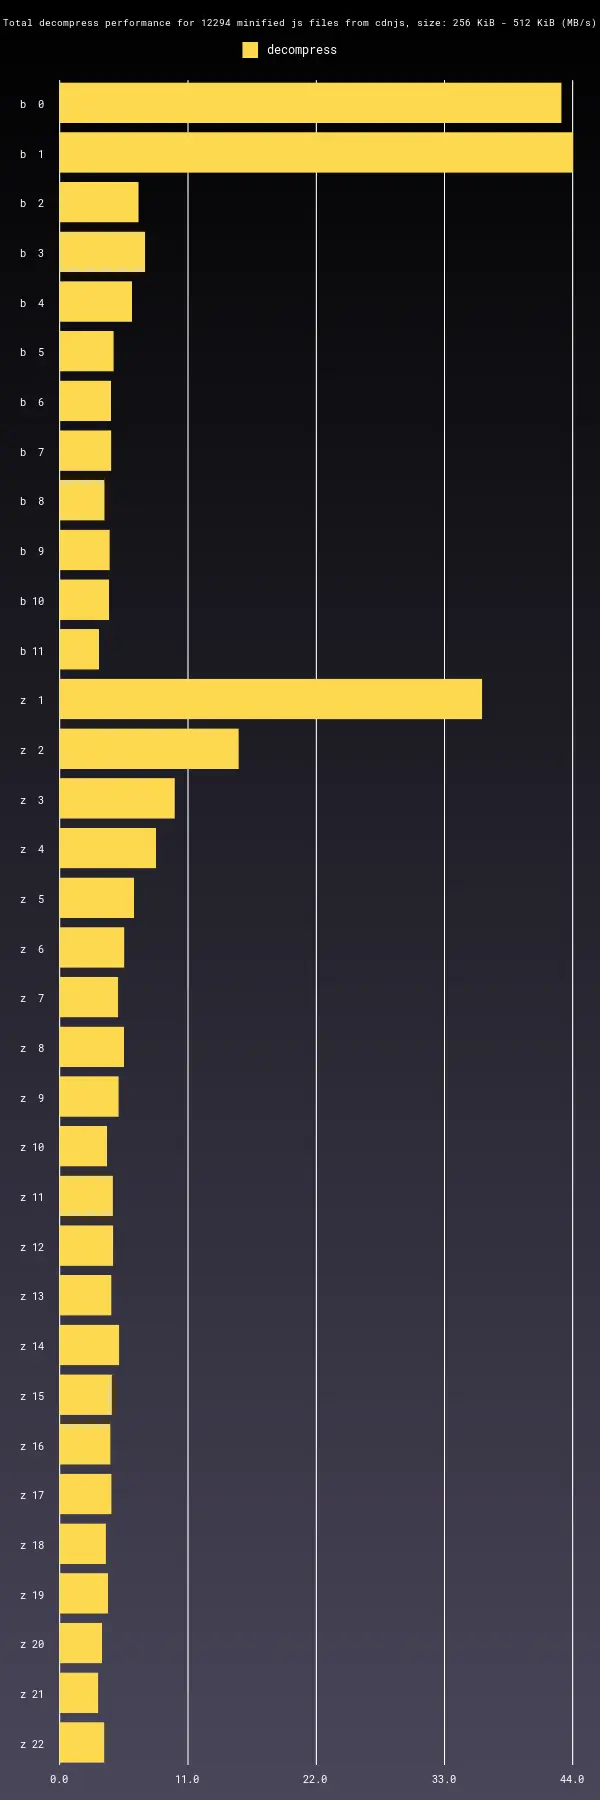 Total decompress performance for 12294 minified js files from cdnjs, size: 256 KiB - 512 KiB (MB/s)
decompress
b 0
b 1
b 2
b 3
b 4
b 5
b 6
b 7
b 8
b 9
b 10
b 11
z 1
z 2
z 3
z 4
z 5
z 6
z 7
z 8
z 9
z 10
z 11
z 12
z 13
z 14
z 15
z 16
z 17
z 18
z 19
z 20
z 21
z 22
0.0 11.0 22.0 33.0 44.0